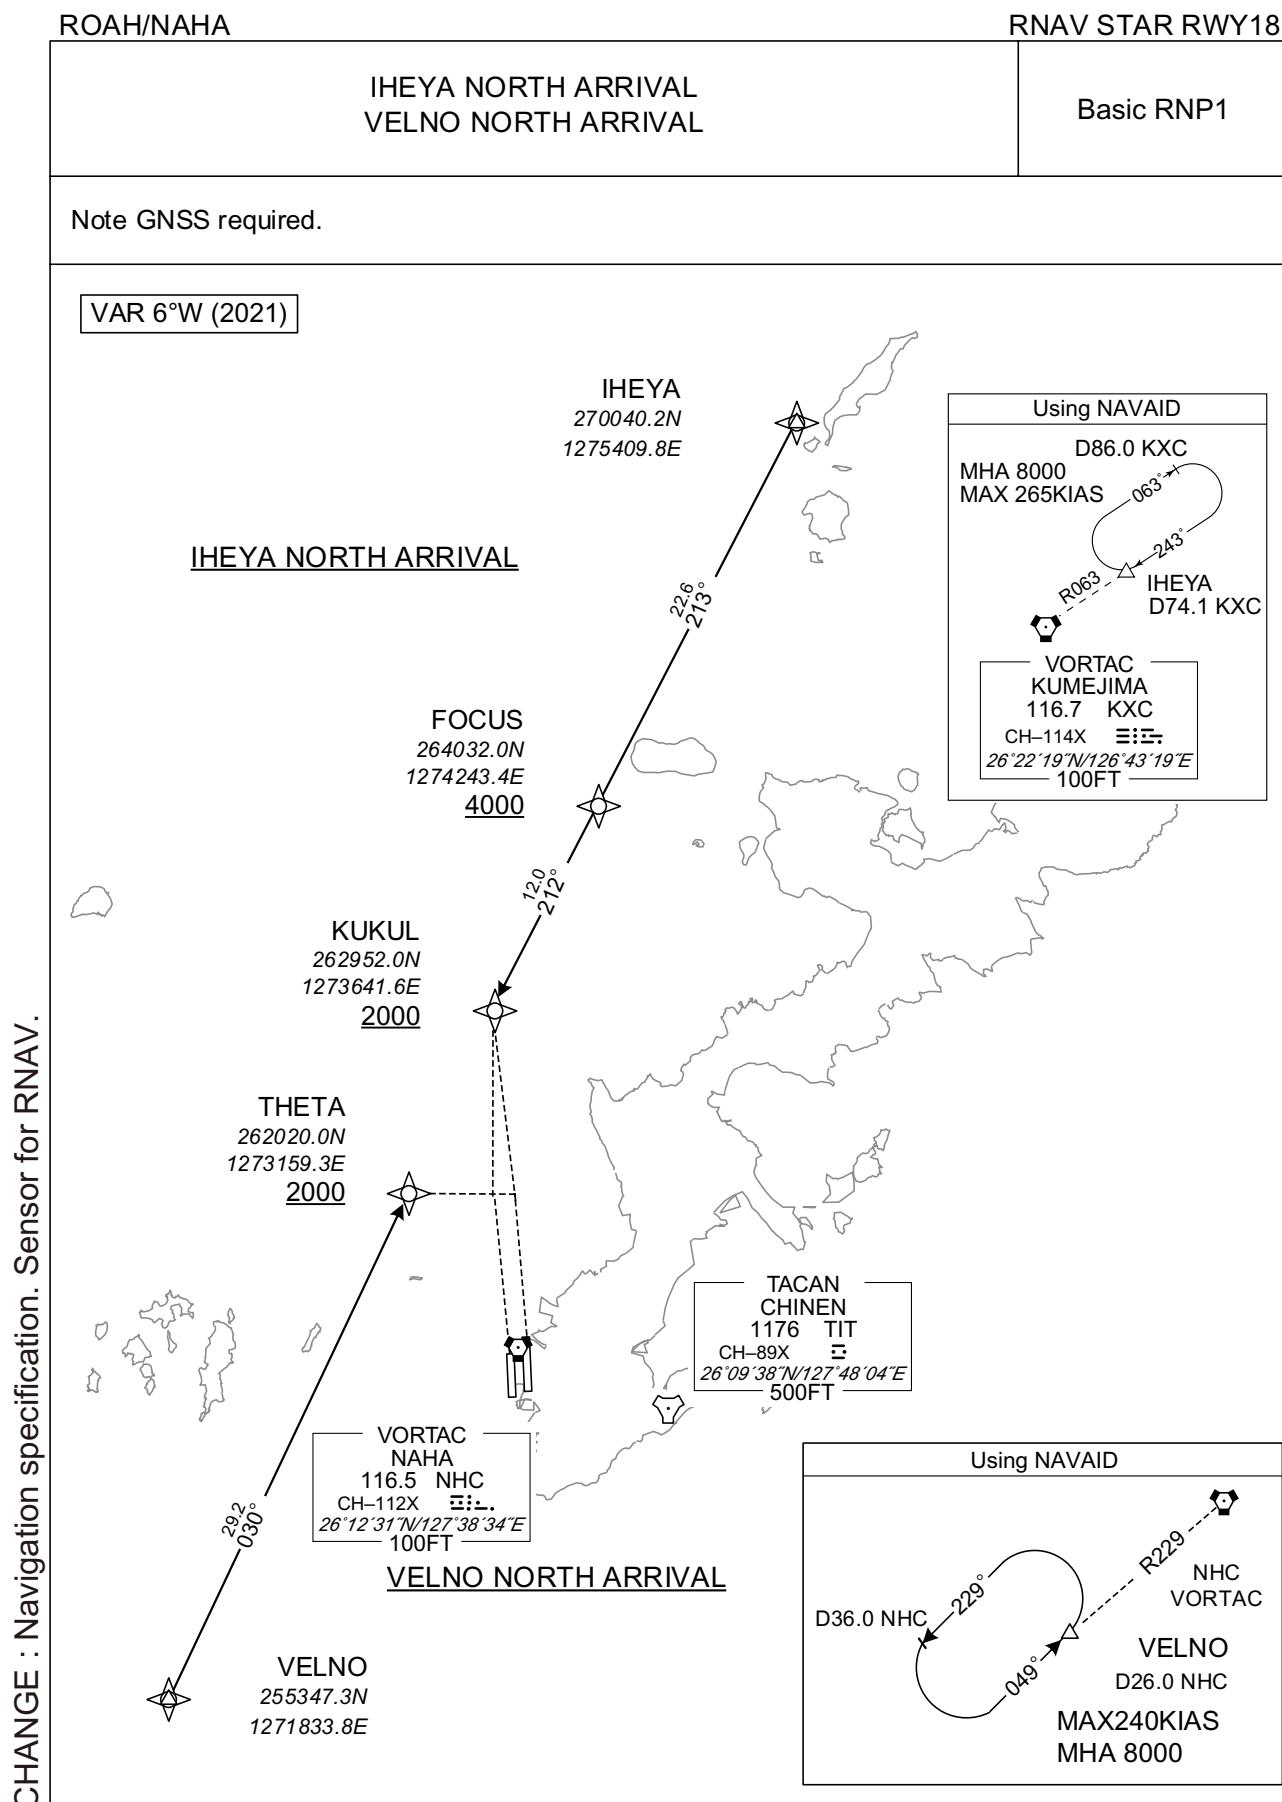 ROAH/NAHA
RNAV STAR RWY18
IHEYA NORTH ARRIVAL
VELNO NORTH ARRIVAL
Basic RNP1
Note GNSS required.
VAR 6°W (2021)
IHEYA
270040.2N
1275409.8E
IHEYA NORTH ARRIVAL
22.6
213°
Using NAVAID
D86.0 KXC
MHA 8000
MAX 265KIAS
063°
243°
R063
IHEYA
D74.1 KXC
VORTAC
KUMEJIMA
116.7 KXC
CH–114X
26°22´19˝N/126°43´19˝E
100FT
FOCUS
264032.0N
1274243.4E
4000
12.0
212°
KUKUL
262952.0N
1273641.6E
2000
THETA
262020.0N
1273159.3E
2000
TACAN
CHINEN
1176 TIT
CH–89X
26°09´38˝N/127°48´04˝E
500FT
VORTAC
NAHA
116.5 NHC
CH–112X
26°12´31˝N/127°38´34˝E
100FT
29.2
030°
VELNO NORTH ARRIVAL
VELNO
255347.3N
1271833.8E
Using NAVAID
R229
NHC
VORTAC
229°
D36.0 NHC
049°
VELNO
D26.0 NHC
MAX240KIAS
MHA 8000
CHANGE : Navigation specification. Sensor for RNAV.